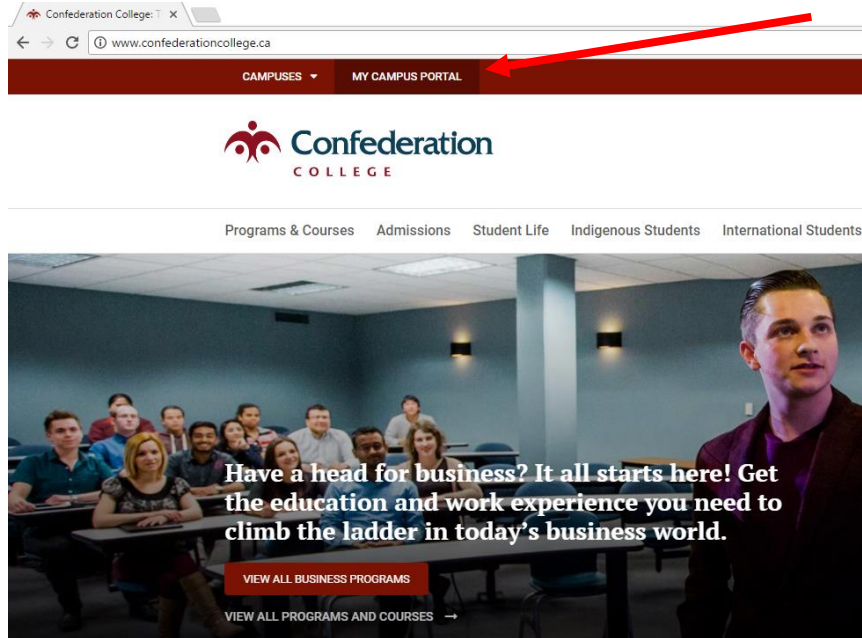 Confederation College: T
www.confederationcollege.ca
CAMPUSES
MY CAMPUS PORTAL
Confederation
COLLEGE
Programs & Courses Admissions Student Life Indigenous Students International Students
Have a head for business? It all starts here! Get
the education and work experience you need to
climb the ladder in today's business world.
VIEW ALL BUSINESS PROGRAMS
VIEW ALL PROGRAMS AND COURSES →